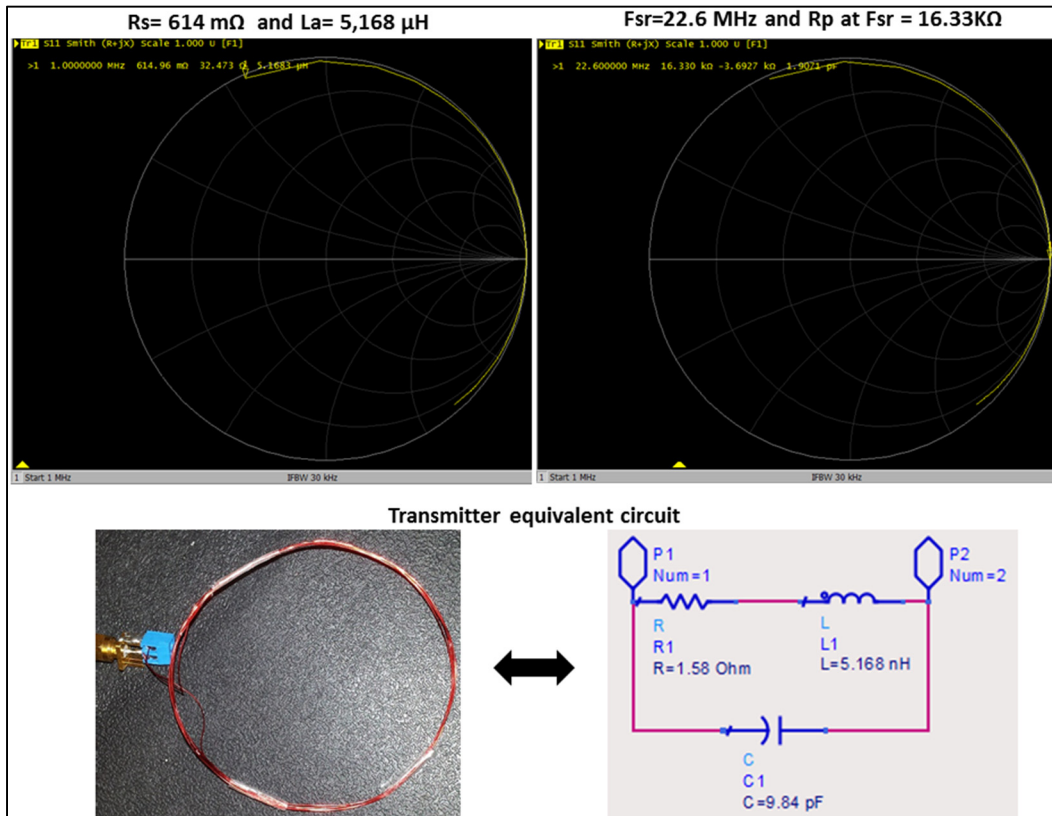 Rs= 614 mΩ and La= 5,168 µH
Fsr=22.6 MHz and Rp at Fsr = 16.33KΩ
Tr1 S11 Smith (R+jX) Scale 1.000 U [F1]
>1 1.0000000 MHz 614.96 mΩ 32.473 Ω 5.1683 µH
1 Start 1 MHz IFBW 30 kHz
Tr1 S11 Smith (R+jX) Scale 1.000 U [F1]
>1 22.600000 MHz 16.330 kΩ -3.6927 kΩ 1.9071 pF
1 Start 1 MHz IFBW 30 kHz
Transmitter equivalent circuit
P1
Num=1
P2
Num=2
R
R1
R=1.58 Ohm
L
L1
L=5.168 nH
C
C1
C=9.84 pF